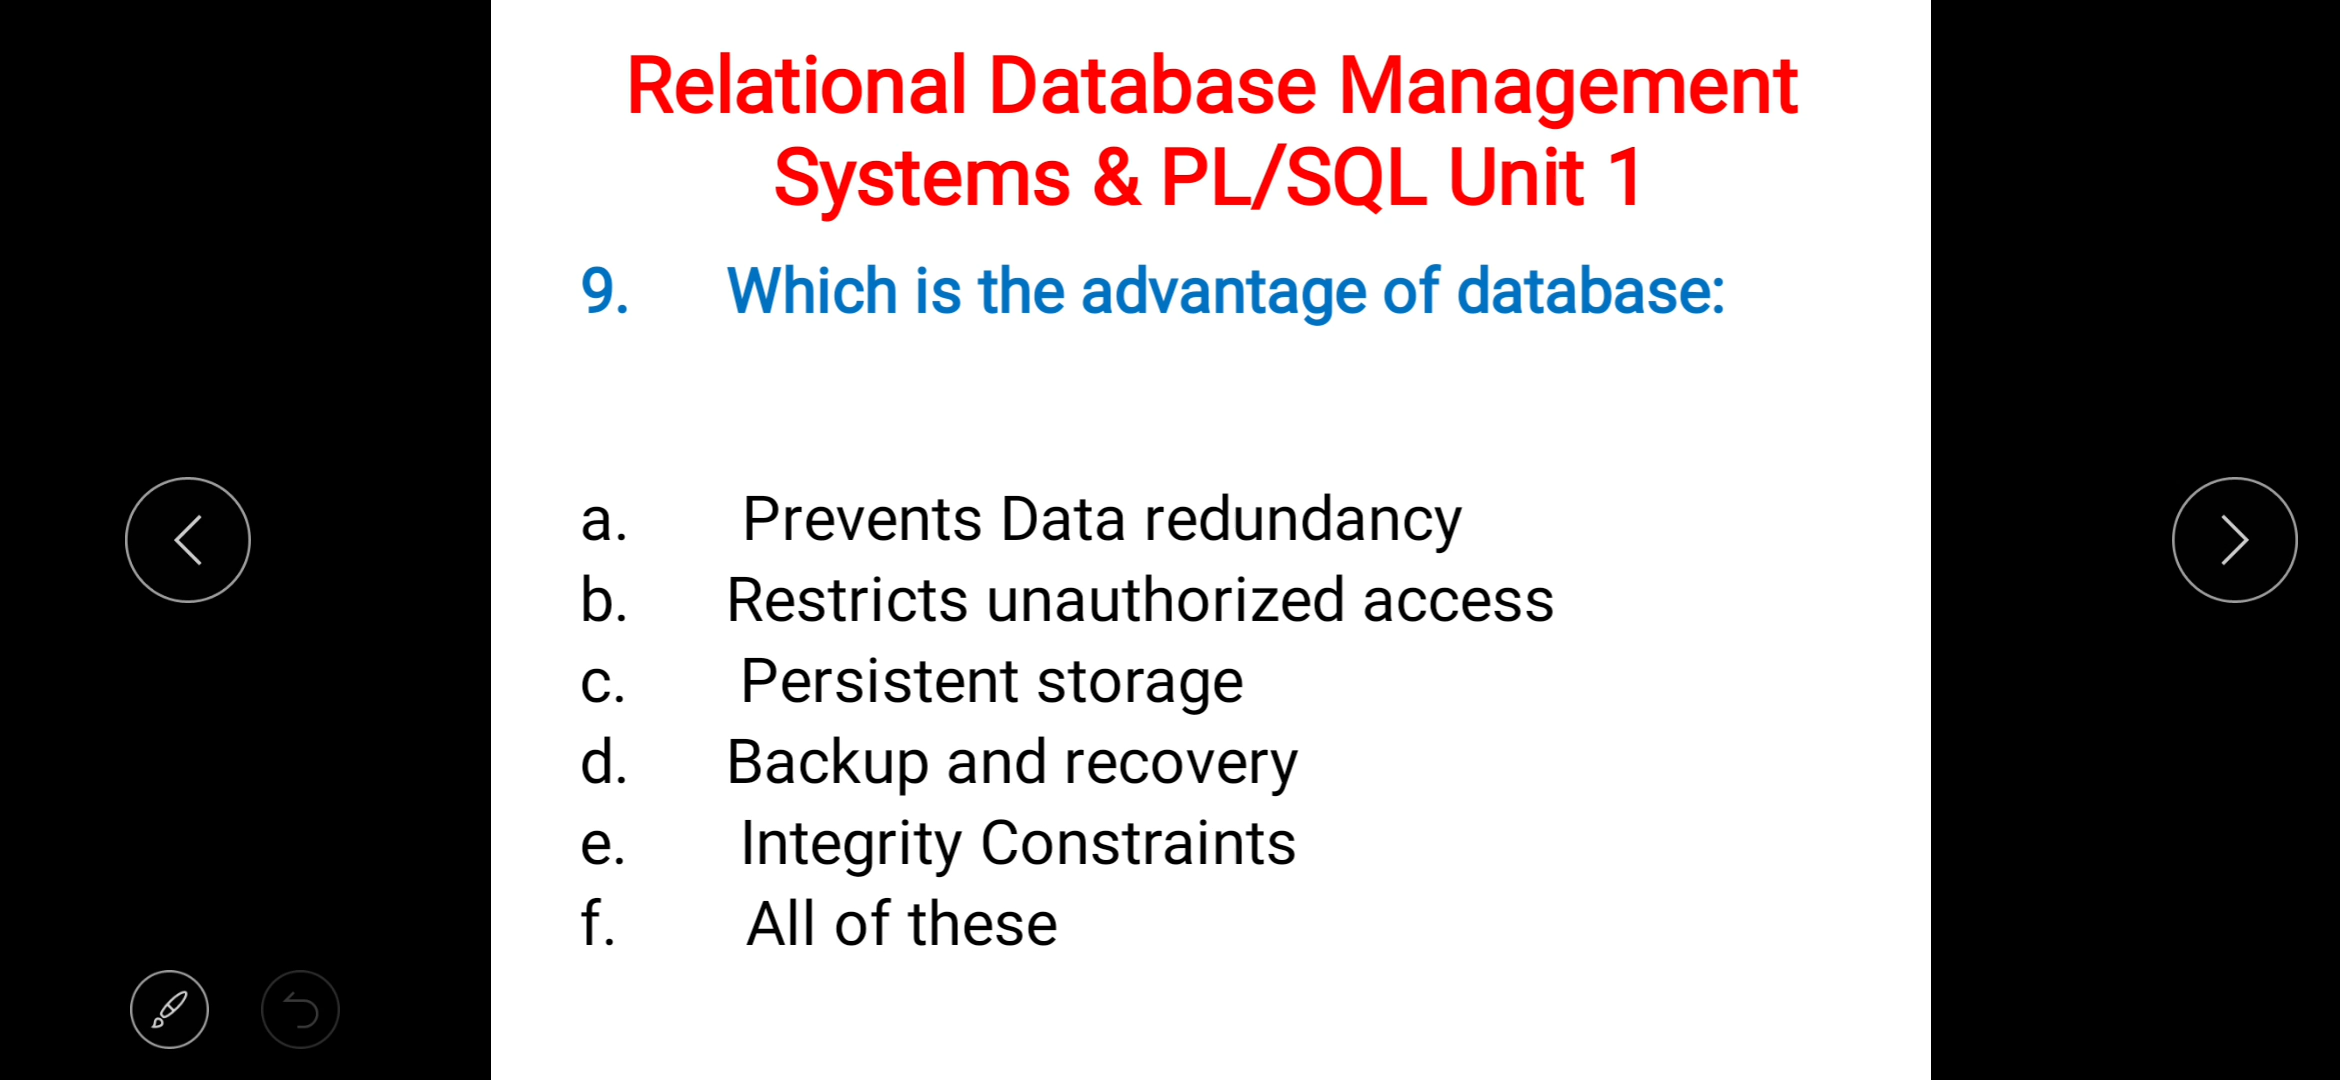 Relational Database Management
Systems & PL/SQL Unit 1
9. Which is the advantage of database:
a. Prevents Data redundancy
b. Restricts unauthorized access
c. Persistent storage
d. Backup and recovery
e. Integrity Constraints
f. All of these